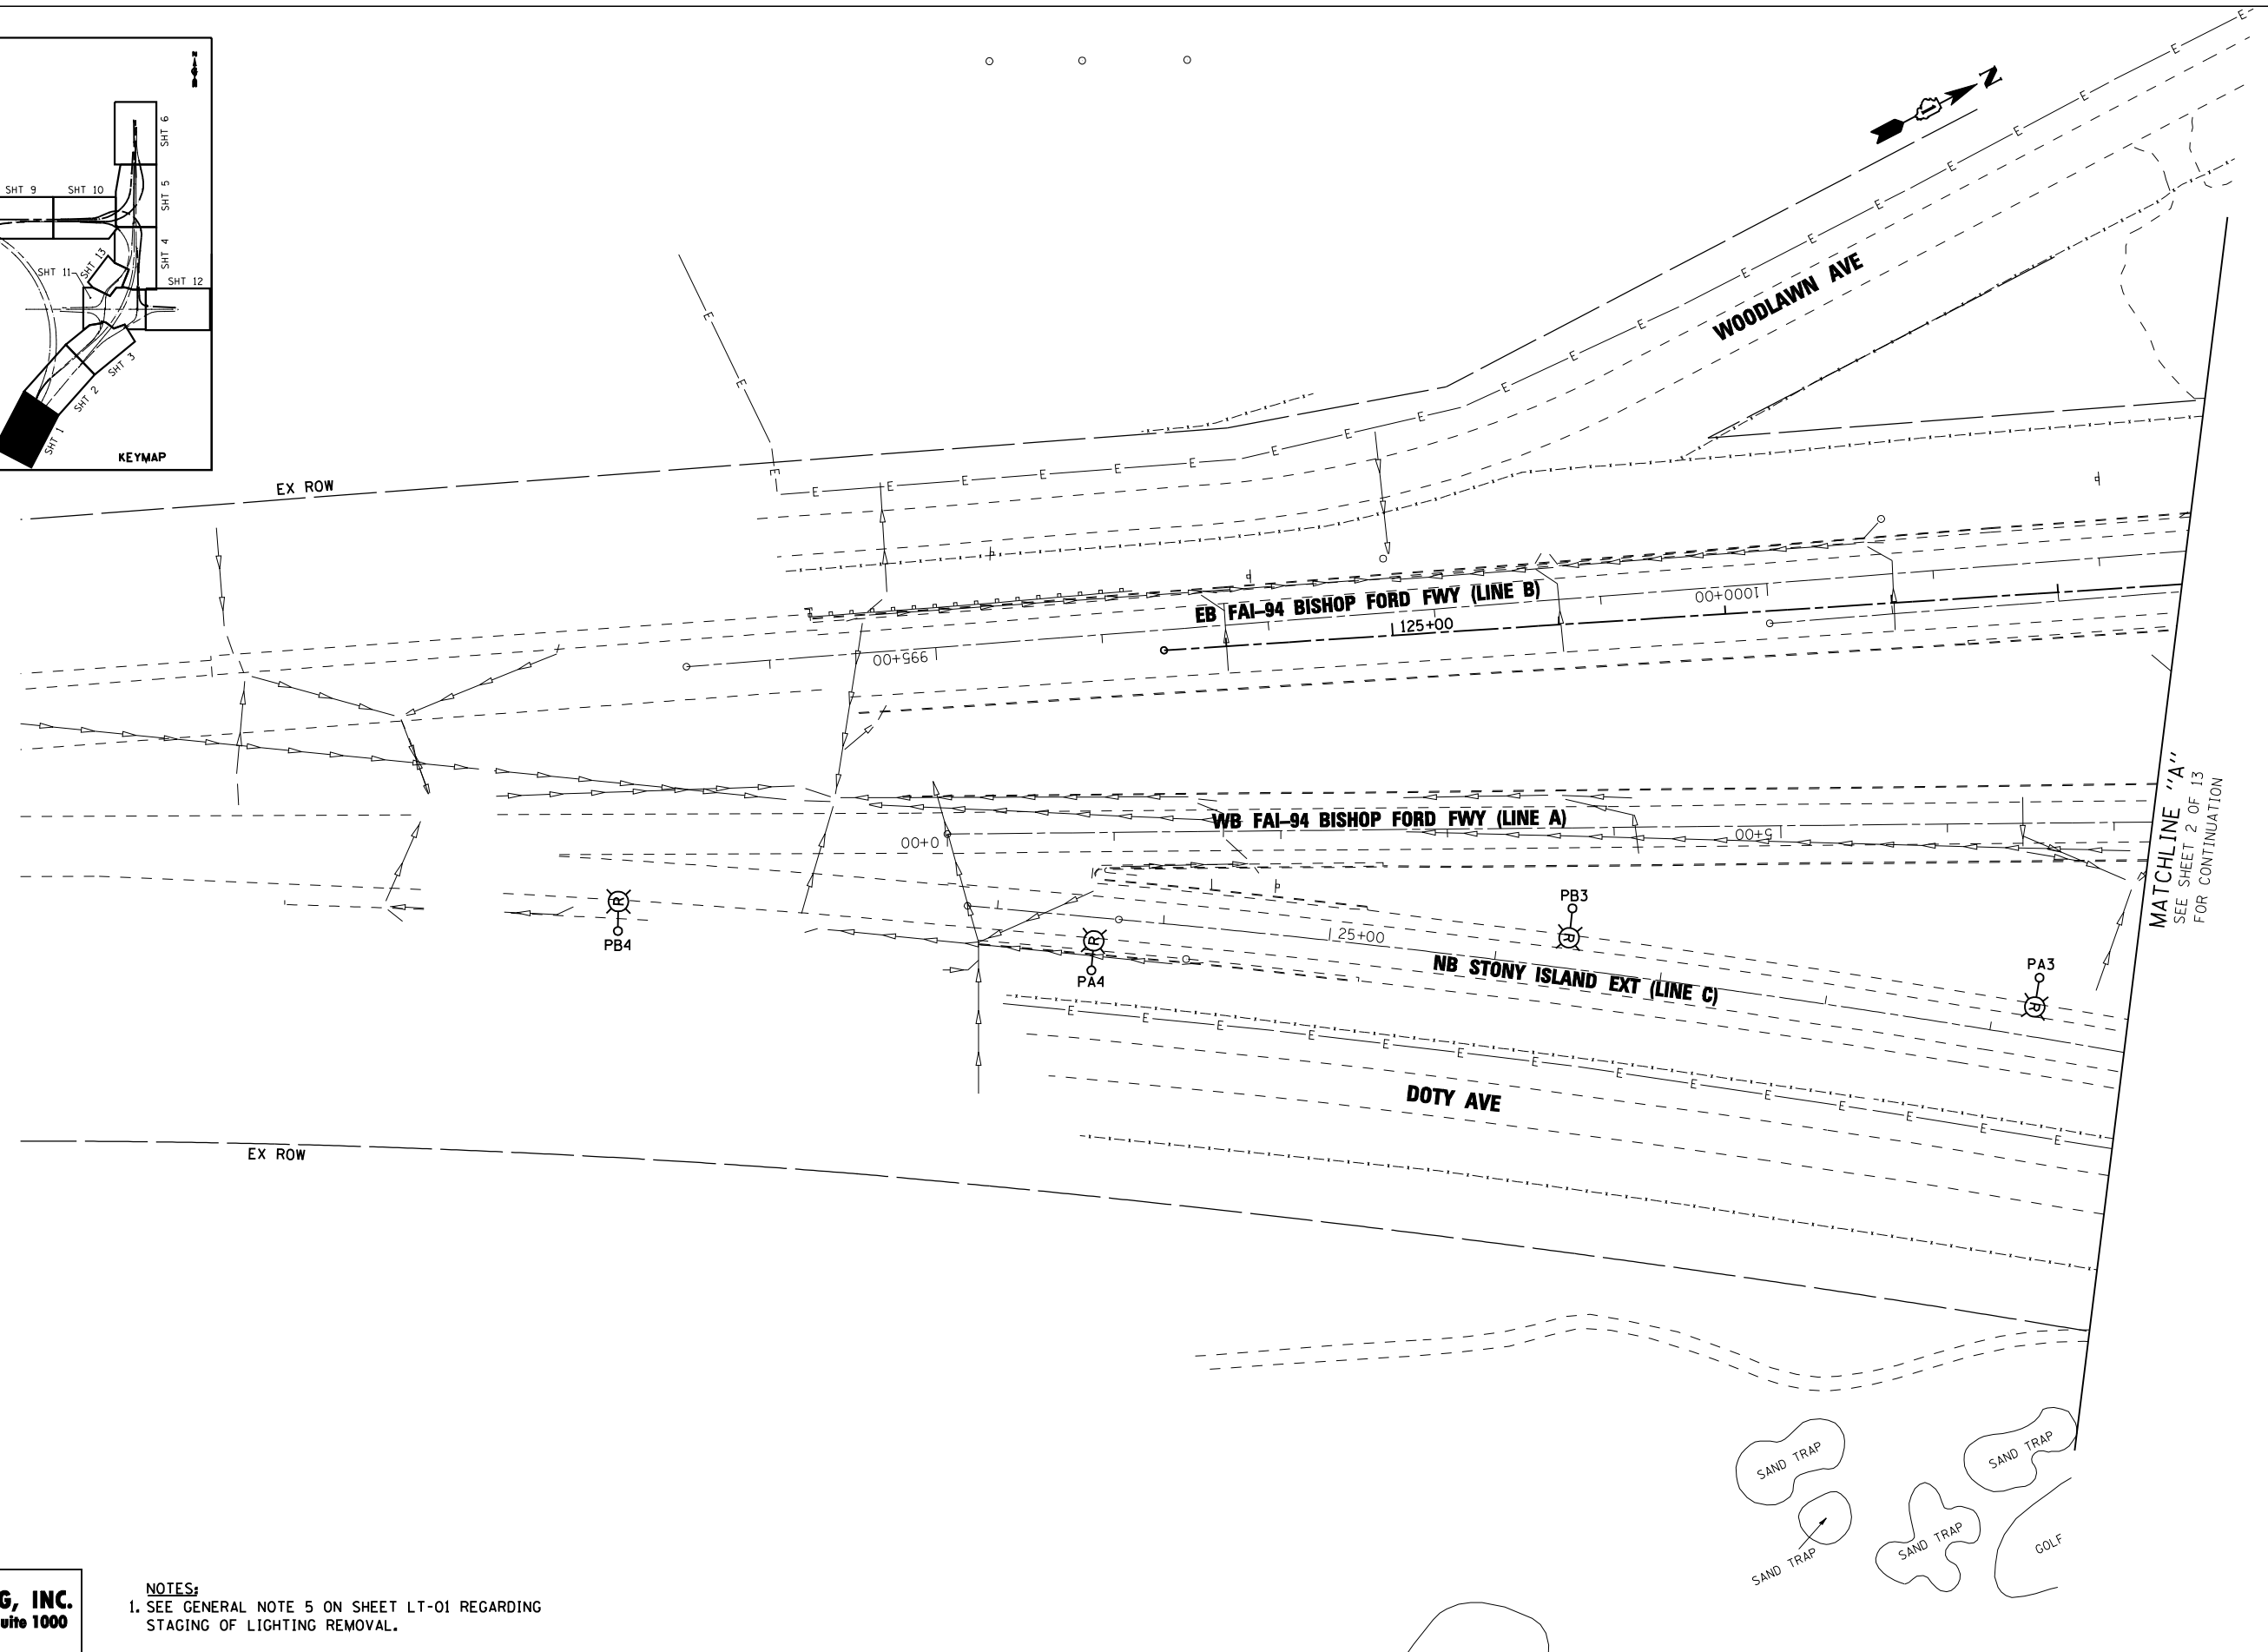 N
SHT 6
SHT 5
SHT 9
SHT 10
SHT 4
SHT 13
SHT 11
SHT 12
SHT 3
SHT 2
SHT 1
KEYMAP
N
WOODLAWN AVE
EX ROW
EB FAI-94 BISHOP FORD FWY (LINE B)
1000+00
125+00
995+00
WB FAI-94 BISHOP FORD FWY (LINE A)
0+00
5+00
MATCHLINE "A"
SEE SHEET 2 OF 13
FOR CONTINUATION
R
PB4
R
PA4
PB3
R
PA3
R
125+00
NB STONY ISLAND EXT (LINE C)
DOTY AVE
EX ROW
E E E E E E E E E E E E E E E E E E E E E E E
E E E E E E E E E E E E E E
SAND TRAP
SAND TRAP
SAND TRAP
SAND TRAP
GOLF
G, INC.
uite 1000
NOTES:
1. SEE GENERAL NOTE 5 ON SHEET LT-01 REGARDING
STAGING OF LIGHTING REMOVAL.